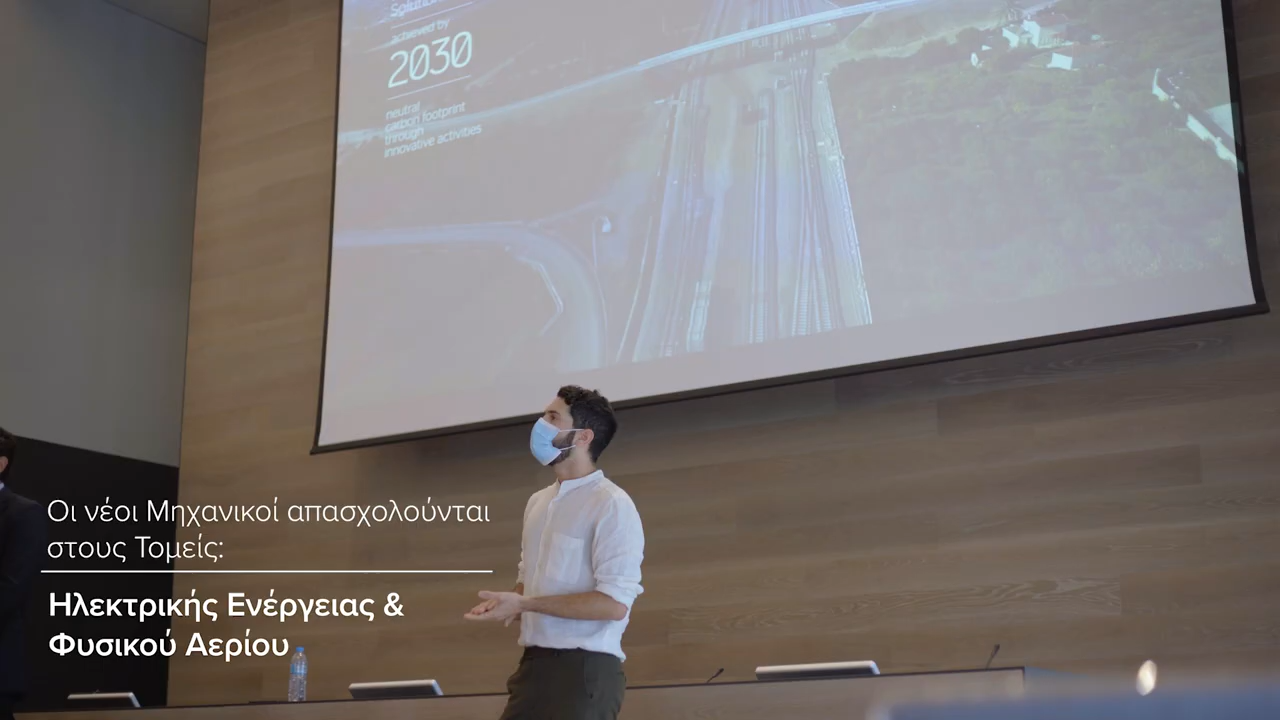 Solution
achieved by
2030
neutral
carbon footprint
through
innovative activities
Οι νέοι Μηχανικοί απασχολούνται
στους Τομείς:
Ηλεκτρικής Ενέργειας &
Φυσικού Αερίου